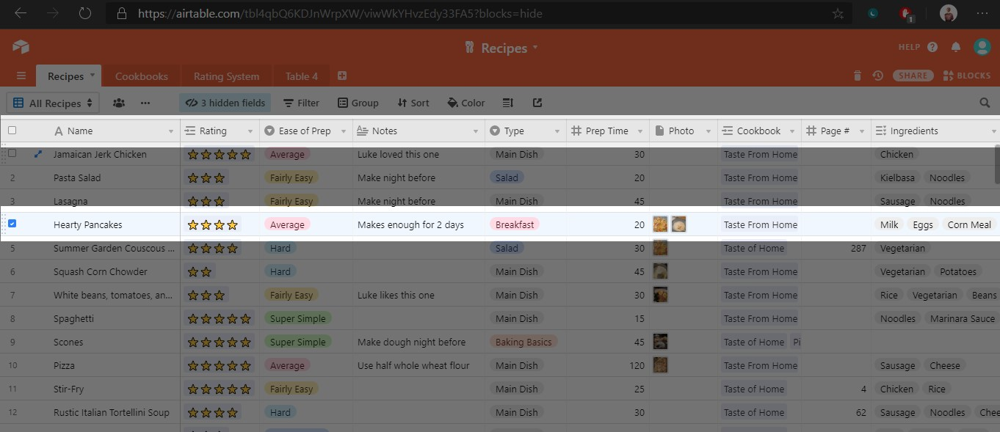 https://airtable.com/tbl4qbQ6KDJnWrpXW/viwWkYHvzEdy33FA5?blocks=hide 1
Recipes HELP
Recipes Cookbooks Rating System Table 4 SHARE BLOCKS
All Recipes 3 hidden fields Filter Group Sort Color
Name Rating Ease of Prep Notes Type Prep Time Photo Cookbook Page # Ingredients
Jamaican Jerk Chicken Average Luke loved this one Main Dish 30 Taste From Home Chicken
2 Pasta Salad Fairly Easy Make night before Salad 20 Taste From Home Kielbasa Noodles
3 Lasagna Fairly Easy Make night before Main Dish 45 Taste From Home Sausage Noodles
Hearty Pancakes Average Makes enough for 2 days Breakfast 20 Taste From Home Milk Eggs Corn Meal
5 Summer Garden Couscous ... Hard Salad 30 Taste of Home 287 Vegetarian
6 Squash Corn Chowder Hard Main Dish 45 Taste From Home Vegetarian Potatoes
7 White beans, tomatoes, an... Fairly Easy Luke likes this one Main Dish 30 Taste From Home Rice Vegetarian Beans
8 Spaghetti Super Simple Main Dish 15 Taste From Home Noodles Marinara Sauce
9 Scones Super Simple Make dough night before Baking Basics 45 Taste of Home Pi
10 Pizza Average Use half whole wheat flour Main Dish 120 Taste From Home Sausage Cheese
11 Stir-Fry Fairly Easy Main Dish 25 Taste of Home 4 Chicken Rice
12 Rustic Italian Tortellini Soup Hard Main Dish 30 Taste of Home 62 Sausage Noodles Chee